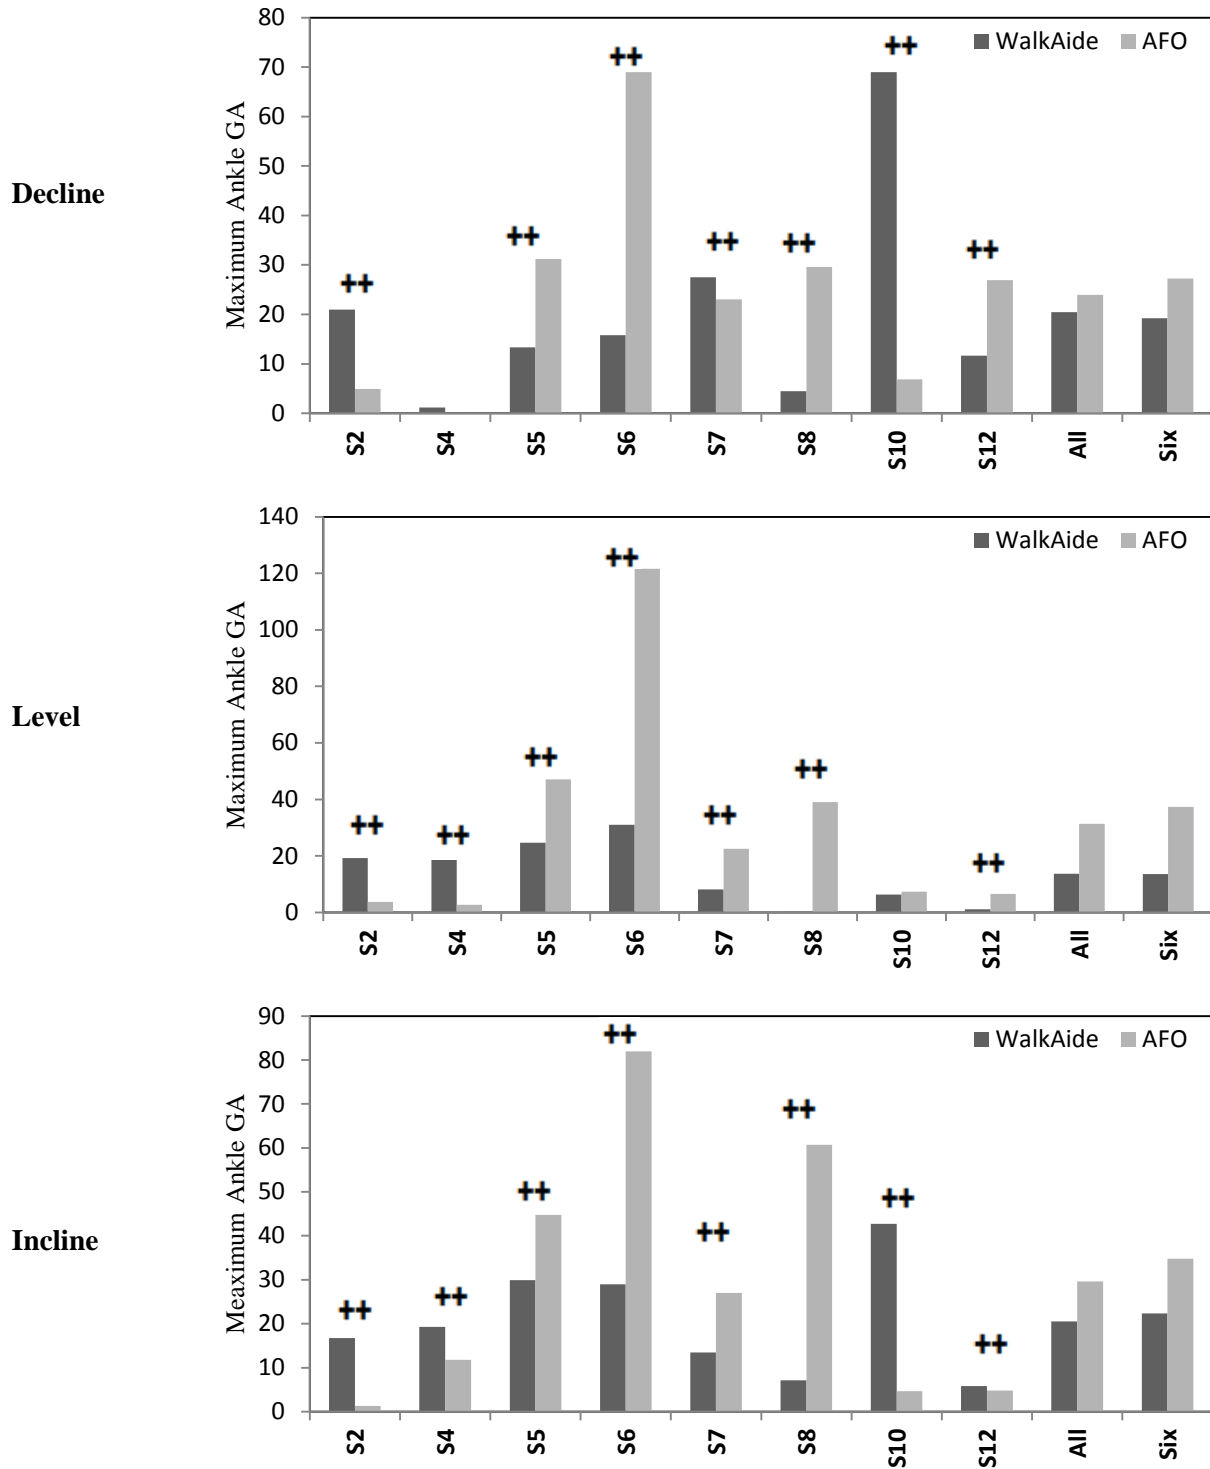 80
WalkAide AFO
++
70
++
60
Maximum Ankle GA
50
Decline
40
++ ++ ++ ++
30
++
20
10
0
S2 S4 S5 S6 S7 S8 S10 S12 All Six
140
WalkAide AFO
120
++
Maximum Ankle GA
100
80
Level
60
++ ++
40
++ ++ ++
20
++
0
S2 S4 S5 S6 S7 S8 S10 S12 All Six
90
WalkAide AFO
++
80
70
++
Meaximum Ankle GA
60
50
++ ++
Incline
40
++
30
++ ++
20
++
10
0
S2 S4 S5 S6 S7 S8 S10 S12 All Six